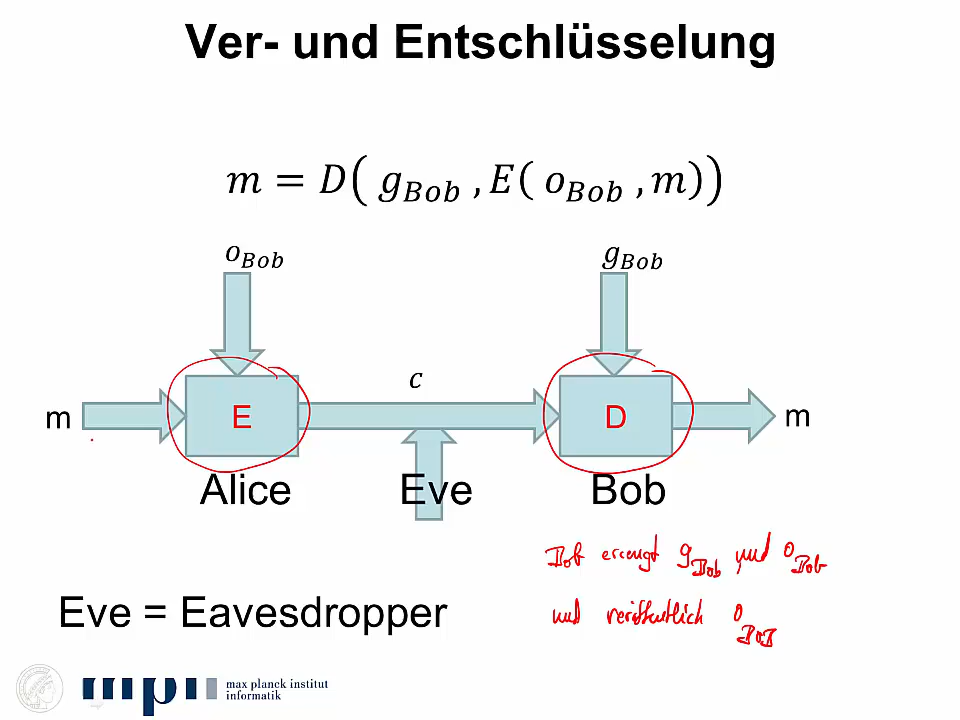 Ver- und Entschlüsselung
m = D( g_Bob , E( o_Bob , m))
o_Bob
g_Bob
c
m
E
D
m
Alice
Eve
Bob
Bob erzeugt g_Bob und o_Bob
und veröffentlich o_Bob
Eve = Eavesdropper
max planck institut
informatik